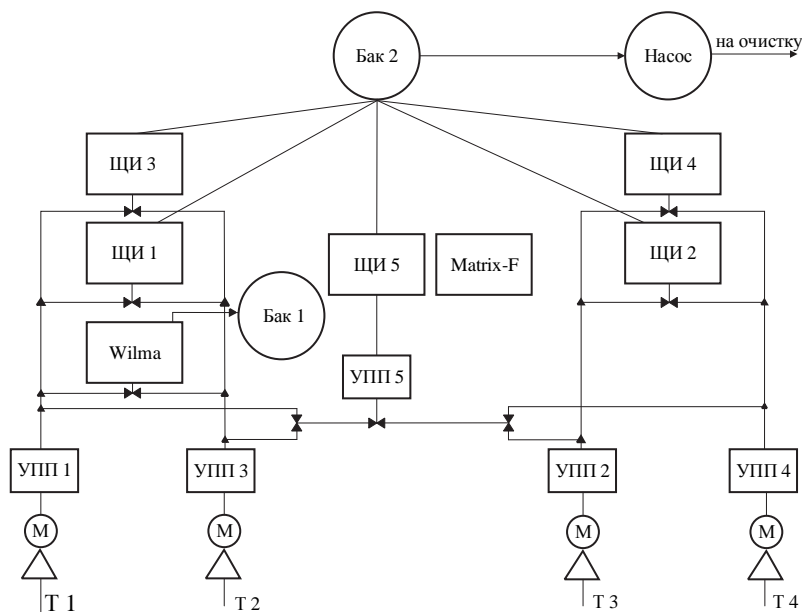 на очистку
Бак 2
Насос
ЩИ 3
ЩИ 4
ЩИ 1
ЩИ 5
Matrix-F
ЩИ 2
Бак 1
Wilma
УПП 5
УПП 1
УПП 3
УПП 2
УПП 4
М
М
М
М
Т 1
Т 2
Т 3
Т 4